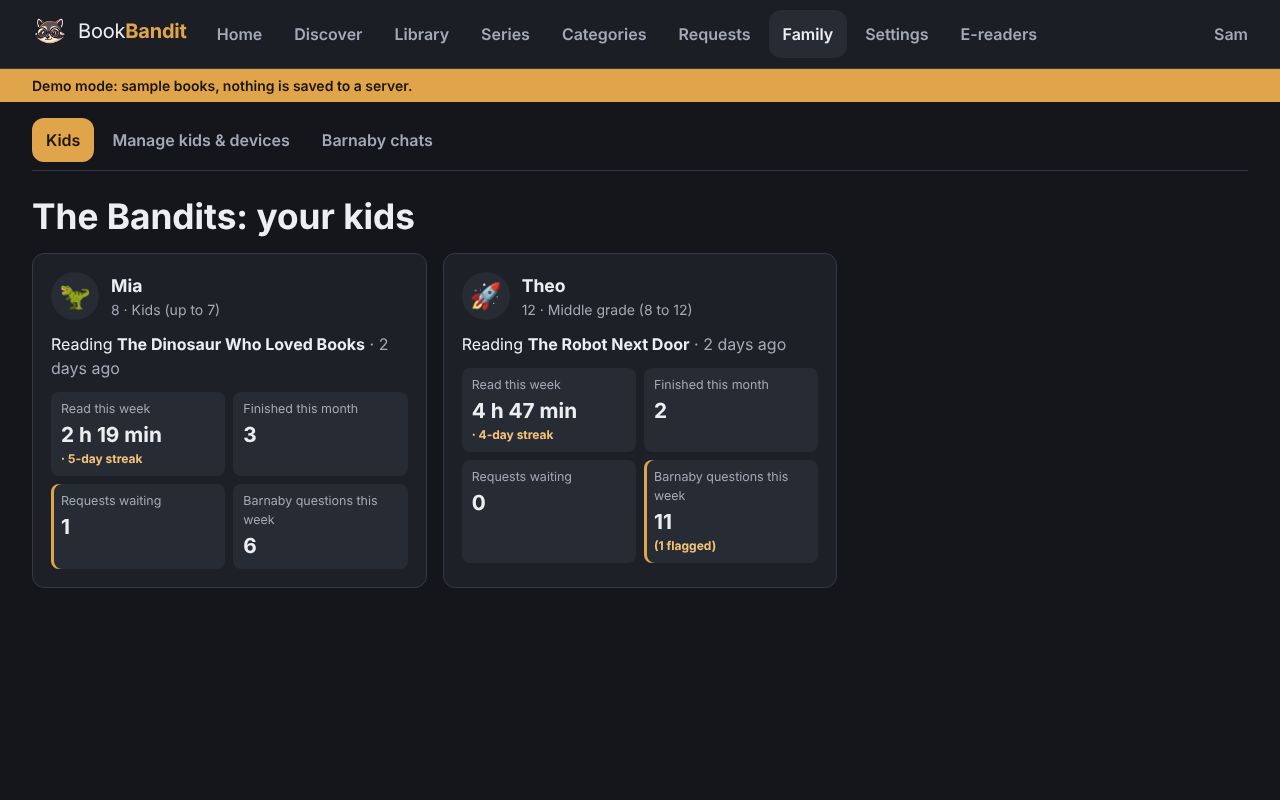 BookBandit
Home
Discover
Library
Series
Categories
Requests
Family
Settings
E-readers
Sam
Demo mode: sample books, nothing is saved to a server.
Kids
Manage kids & devices
Barnaby chats
The Bandits: your kids
Mia
8 · Kids (up to 7)
Reading The Dinosaur Who Loved Books · 2
days ago
Read this week
2 h 19 min
· 5-day streak
Finished this month
3
Requests waiting
1
Barnaby questions this
week
6
Theo
12 · Middle grade (8 to 12)
Reading The Robot Next Door · 2 days ago
Read this week
4 h 47 min
· 4-day streak
Finished this month
2
Requests waiting
0
Barnaby questions this
week
11
(1 flagged)